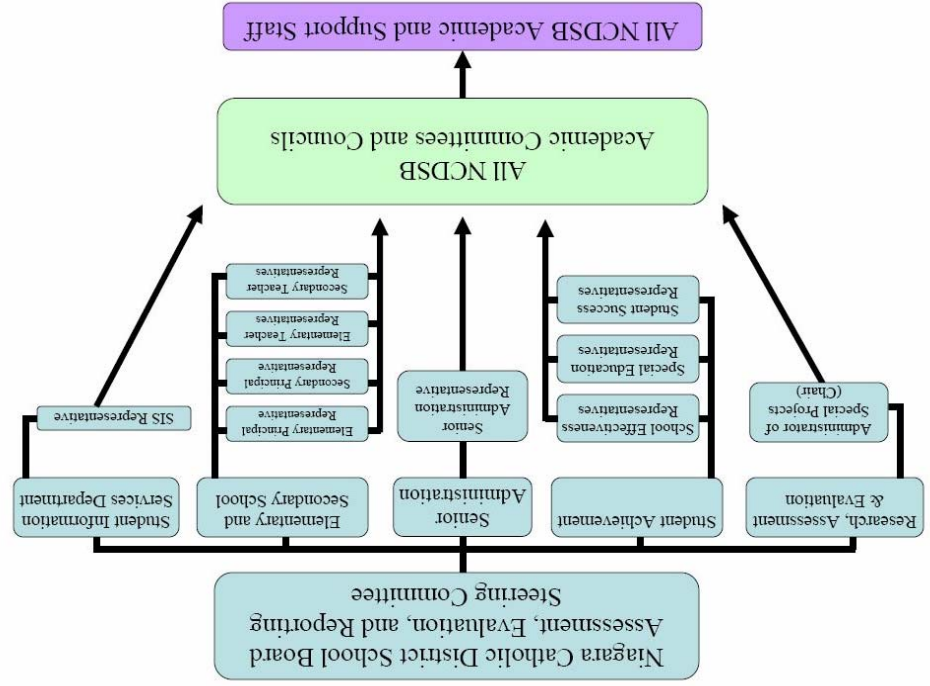 Niagara Catholic District School Board
Assessment, Evaluation, and Reporting
Steering Committee
Research, Assessment
& Evaluation
Student Achievement
Senior
Administration
Elementary and
Secondary School
Student Information
Services Department
Administrator of
Special Projects
(Chair)
School Effectiveness
Representatives
Special Education
Representatives
Student Success
Representatives
Senior
Administration
Representative
Elementary Principal
Representative
Secondary Principal
Representative
Elementary Teacher
Representatives
Secondary Teacher
Representatives
SIS Representative
All NCDSB
Academic Committees and Councils
All NCDSB Academic and Support Staff